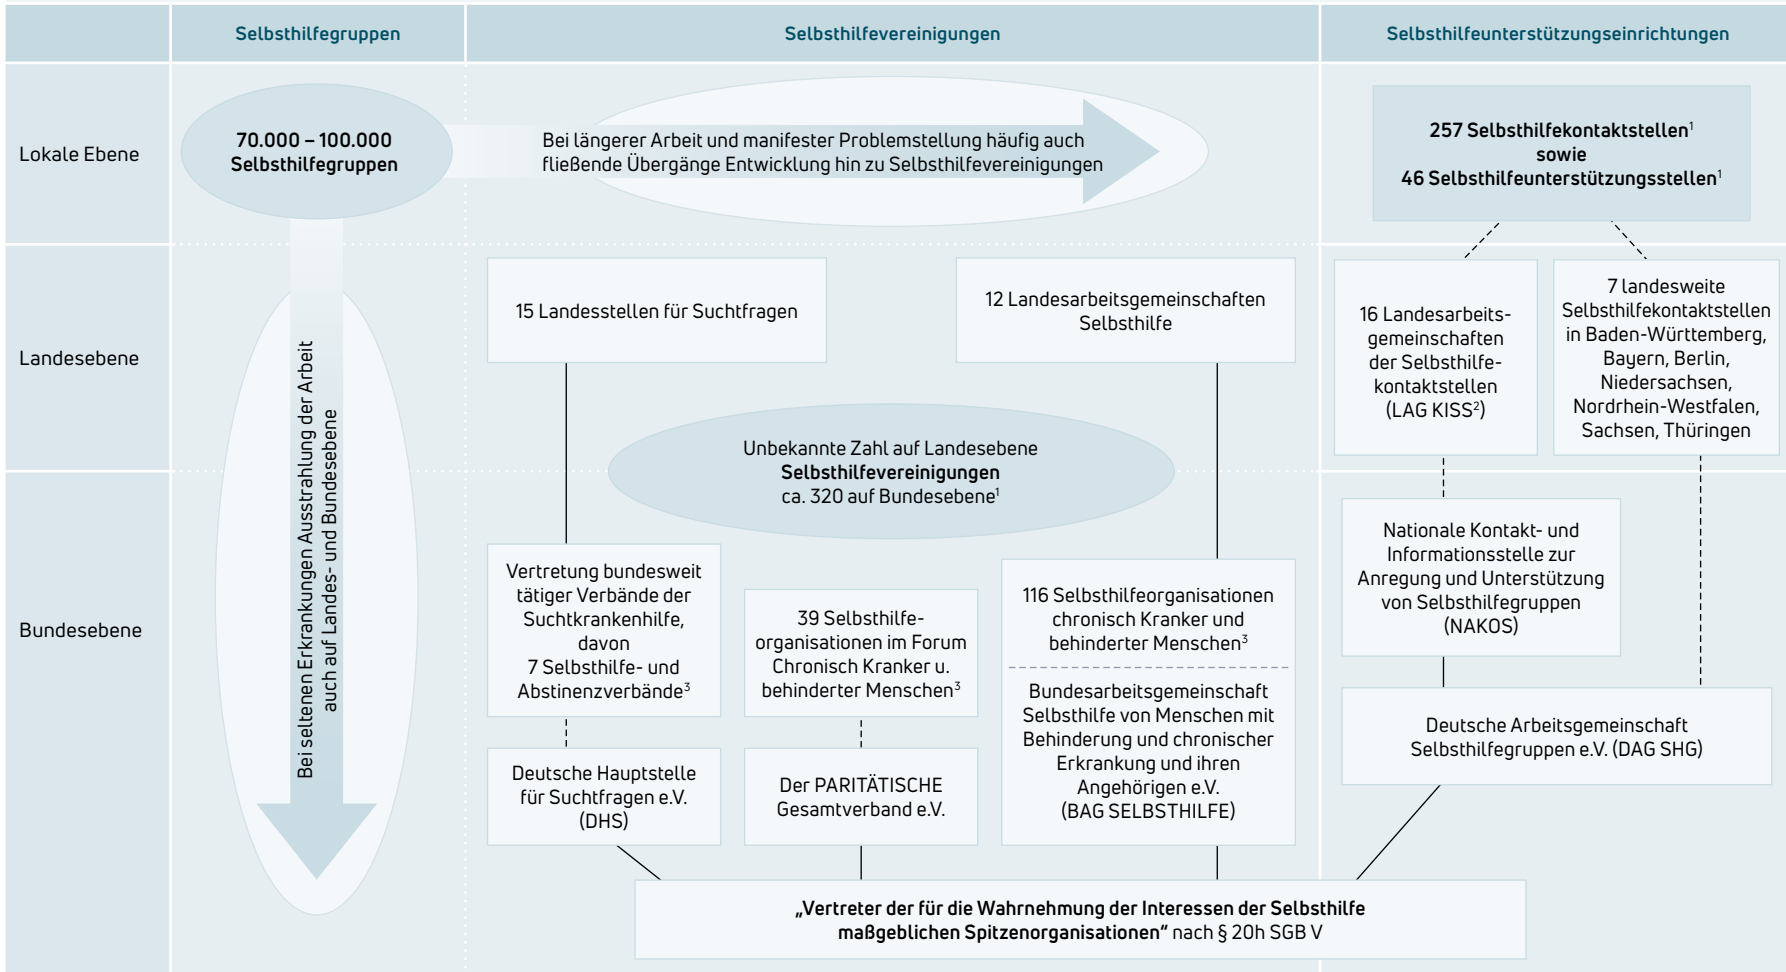 Selbsthilfegruppen
Selbsthilfevereinigungen
Selbsthilfeunterstützungseinrichtungen
Lokale Ebene
70.000 – 100.000
Selbsthilfegruppen
Bei längerer Arbeit und manifester Problemstellung häufig auch
fließende Übergänge Entwicklung hin zu Selbsthilfevereinigungen
257 Selbsthilfekontaktstellen¹
sowie
46 Selbsthilfeunterstützungsstellen¹
Landesebene
Bei seltenen Erkrankungen Ausstrahlung der Arbeit
auch auf Landes- und Bundesebene
15 Landesstellen für Suchtfragen
12 Landesarbeitsgemeinschaften
Selbsthilfe
16 Landesarbeits-
gemeinschaften
der Selbsthilfe-
kontaktstellen
(LAG KISS²)
7 landesweite
Selbsthilfekontaktstellen
in Baden-Württemberg,
Bayern, Berlin,
Niedersachsen,
Nordrhein-Westfalen,
Sachsen, Thüringen
Unbekannte Zahl auf Landesebene
Selbsthilfevereinigungen
ca. 320 auf Bundesebene¹
Bundesebene
Vertretung bundesweit
tätiger Verbände der
Suchtkrankenhilfe,
davon
7 Selbsthilfe- und
Abstinenzverbände³
39 Selbsthilfe-
organisationen im Forum
Chronisch Kranker u.
behinderter Menschen³
116 Selbsthilfeorganisationen
chronisch Kranker und
behinderter Menschen³
Bundesarbeitsgemeinschaft
Selbsthilfe von Menschen mit
Behinderung und chronischer
Erkrankung und ihren
Angehörigen e.V.
(BAG SELBSTHILFE)
Nationale Kontakt- und
Informationsstelle zur
Anregung und Unterstützung
von Selbsthilfegruppen
(NAKOS)
Deutsche Hauptstelle
für Suchtfragen e.V.
(DHS)
Der PARITÄTISCHE
Gesamtverband e.V.
Deutsche Arbeitsgemeinschaft
Selbsthilfegruppen e.V. (DAG SHG)
„Vertreter der für die Wahrnehmung der Interessen der Selbsthilfe
maßgeblichen Spitzenorganisationen“ nach § 20h SGB V